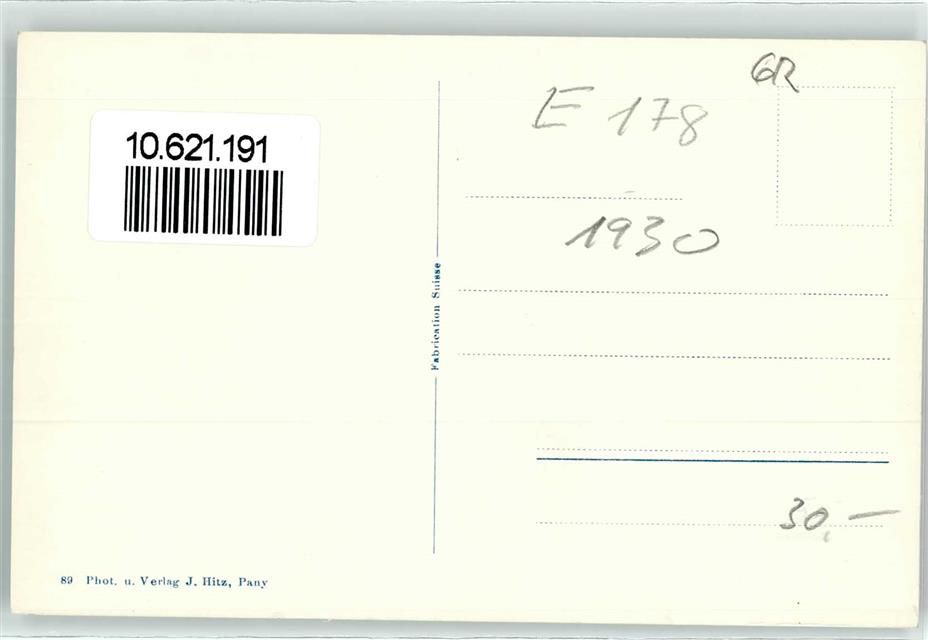 10.621.191
GR
E 178
1930
Fabrication Suisse
30,—
89 Phot. u. Verlag J. Hitz, Pany